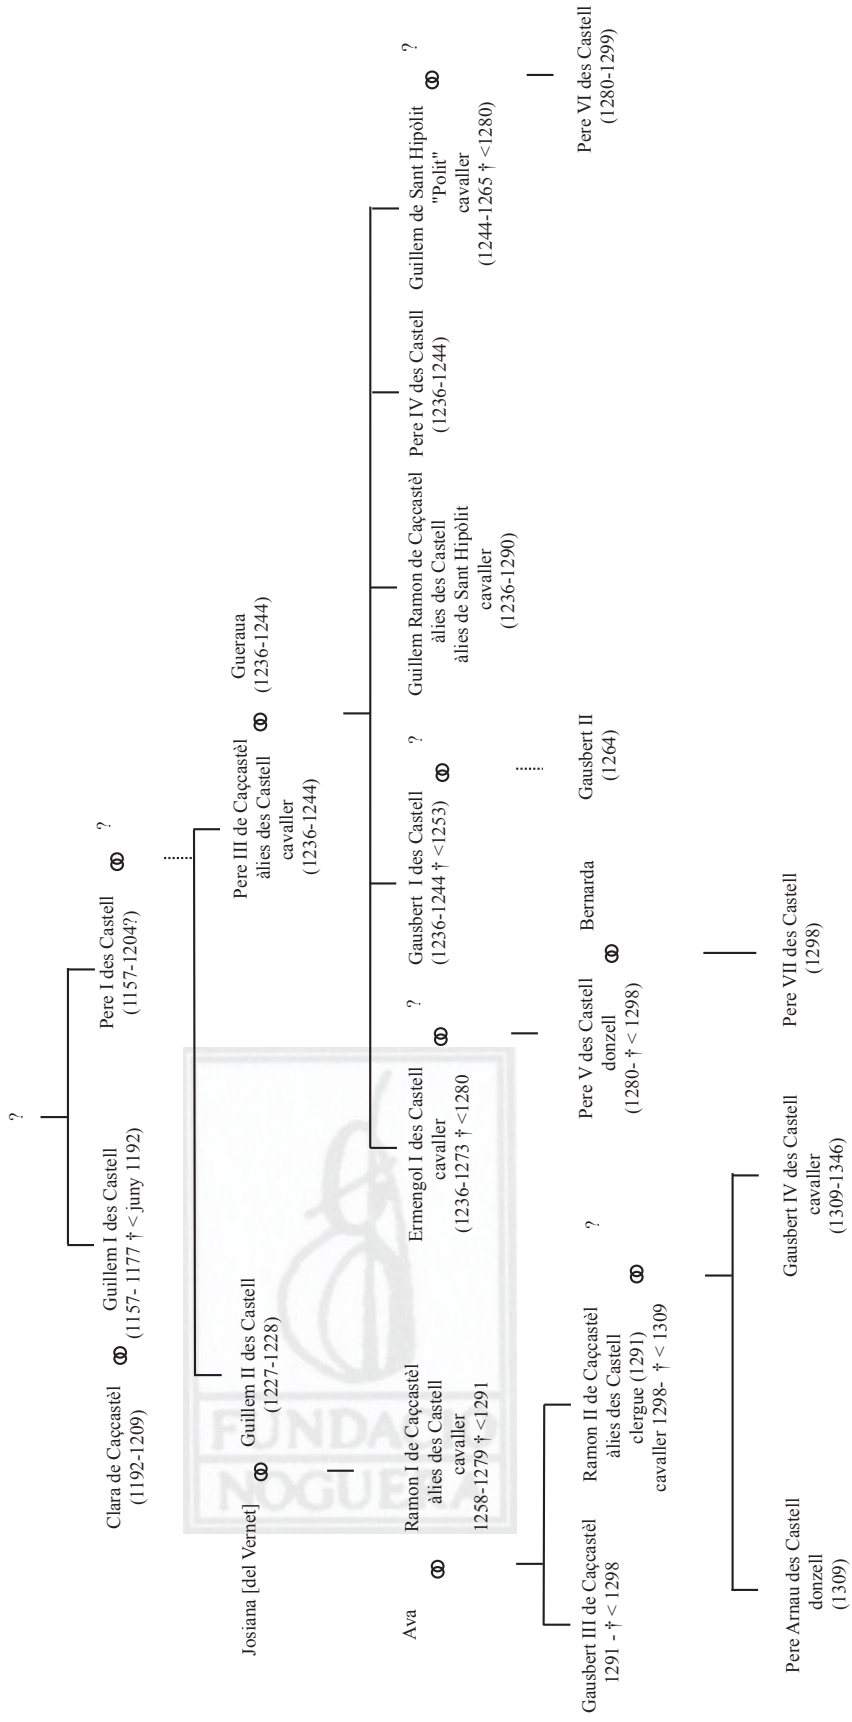 ?
Clara de Caçcastèl
(1192-1209)
Guillem I des Castell
(1157- 1177 † < juny 1192)
Pere I des Castell
(1157-1204?)
?
Josiana [del Vernet]
Guillem II des Castell
(1227-1228)
Pere III de Caçcastèl
àlies des Castell
cavaller
(1236-1244)
Gueraua
(1236-1244)
Ava
Ramon I de Caçcastèl
àlies des Castell
cavaller
1258-1279 † <1291
Ermengol I des Castell
cavaller
(1236-1273 † <1280
?
Gausbert I des Castell
(1236-1244 † <1253)
?
Guillem Ramon de Caçcastèl
àlies des Castell
àlies de Sant Hipòlit
cavaller
(1236-1290)
Pere IV des Castell
(1236-1244)
Guillem de Sant Hipòlit
"Polit"
cavaller
(1244-1265 † <1280)
?
Gausbert III de Caçcastèl
1291 - † < 1298
Ramon II de Caçcastèl
àlies des Castell
clergue (1291)
cavaller 1298- † < 1309
?
Pere V des Castell
donzell
(1280- † < 1298)
Bernarda
Gausbert II
(1264)
Pere VI des Castell
(1280-1299)
Pere Arnau des Castell
donzell
(1309)
Gausbert IV des Castell
cavaller
(1309-1346)
Pere VII des Castell
(1298)
FUNDACIÓ
NOGUERA